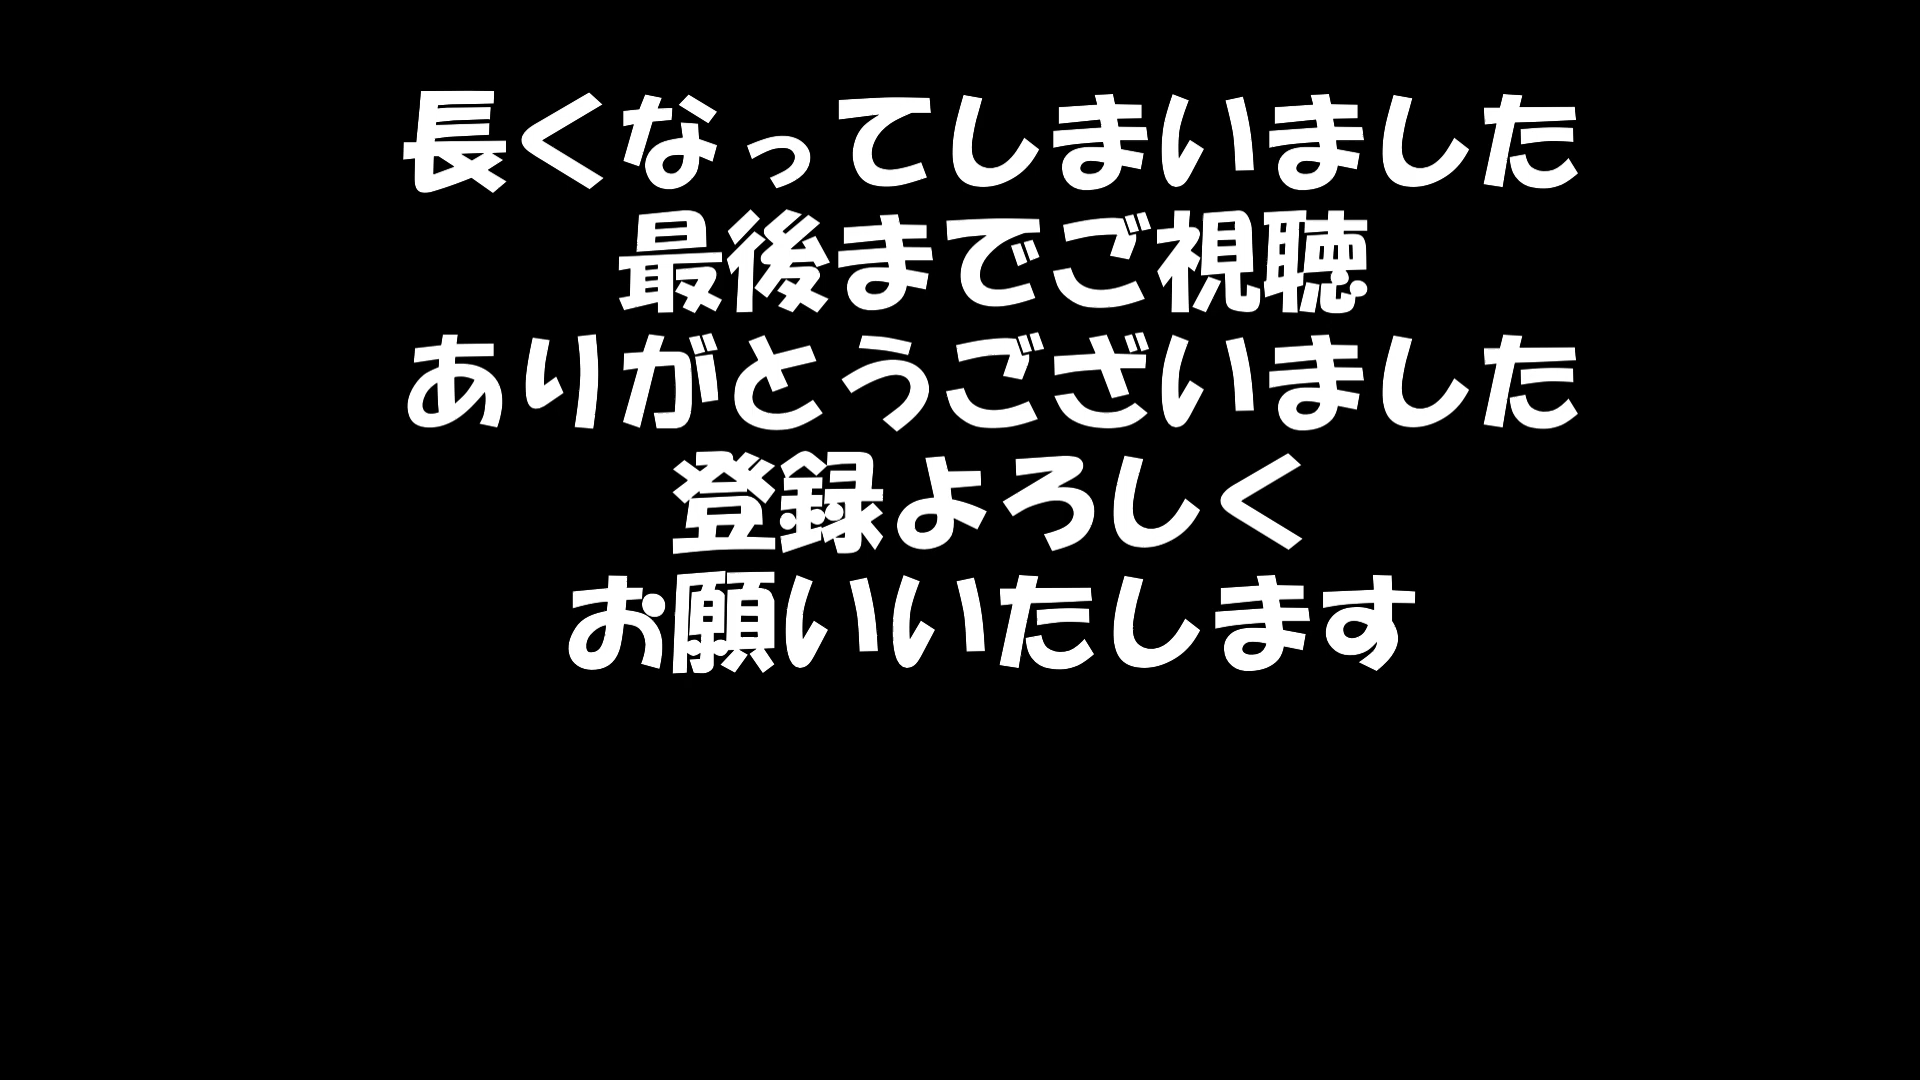 長くなってしまいました
最後までご視聴
ありがとうございました
登録よろしく
お願いいたします